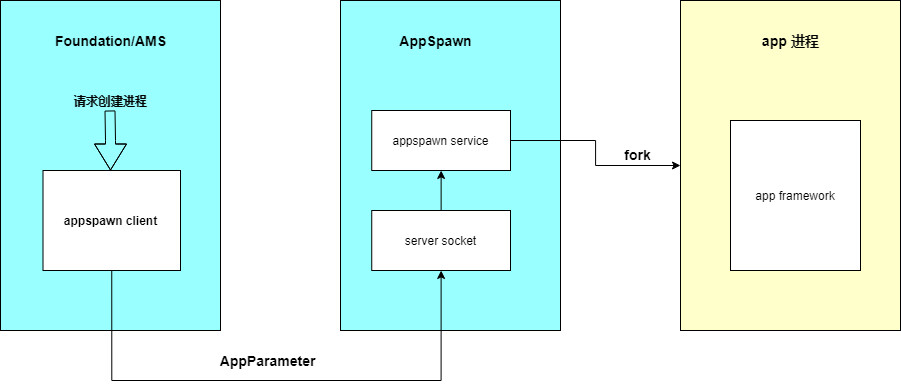 Foundation/AMS
请求创建进程
appspawn client
AppSpawn
appspawn service
server socket
AppParameter
fork
app 进程
app framework